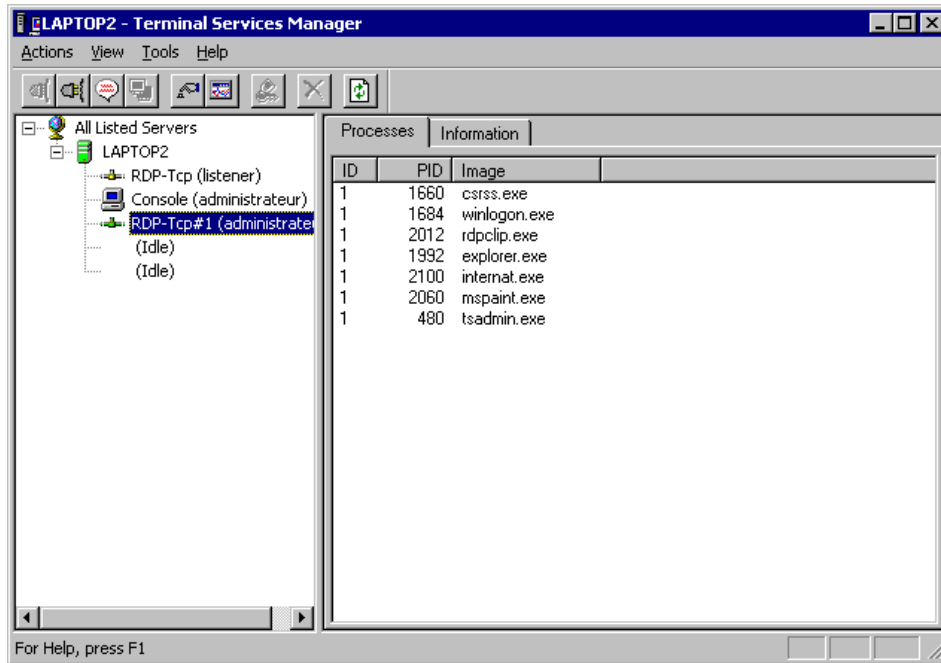 LAPTOP2 - Terminal Services Manager
Actions View Tools Help
All Listed Servers
LAPTOP2
RDP-Tcp (listener)
Console (administrateur)
RDP-Tcp#1 (administrate
(Idle)
(Idle)
Processes Information
ID PID Image
1 1660 csrss.exe
1 1684 winlogon.exe
1 2012 rdpclip.exe
1 1992 explorer.exe
1 2100 internat.exe
1 2060 mspaint.exe
1 480 tsadmin.exe
For Help, press F1